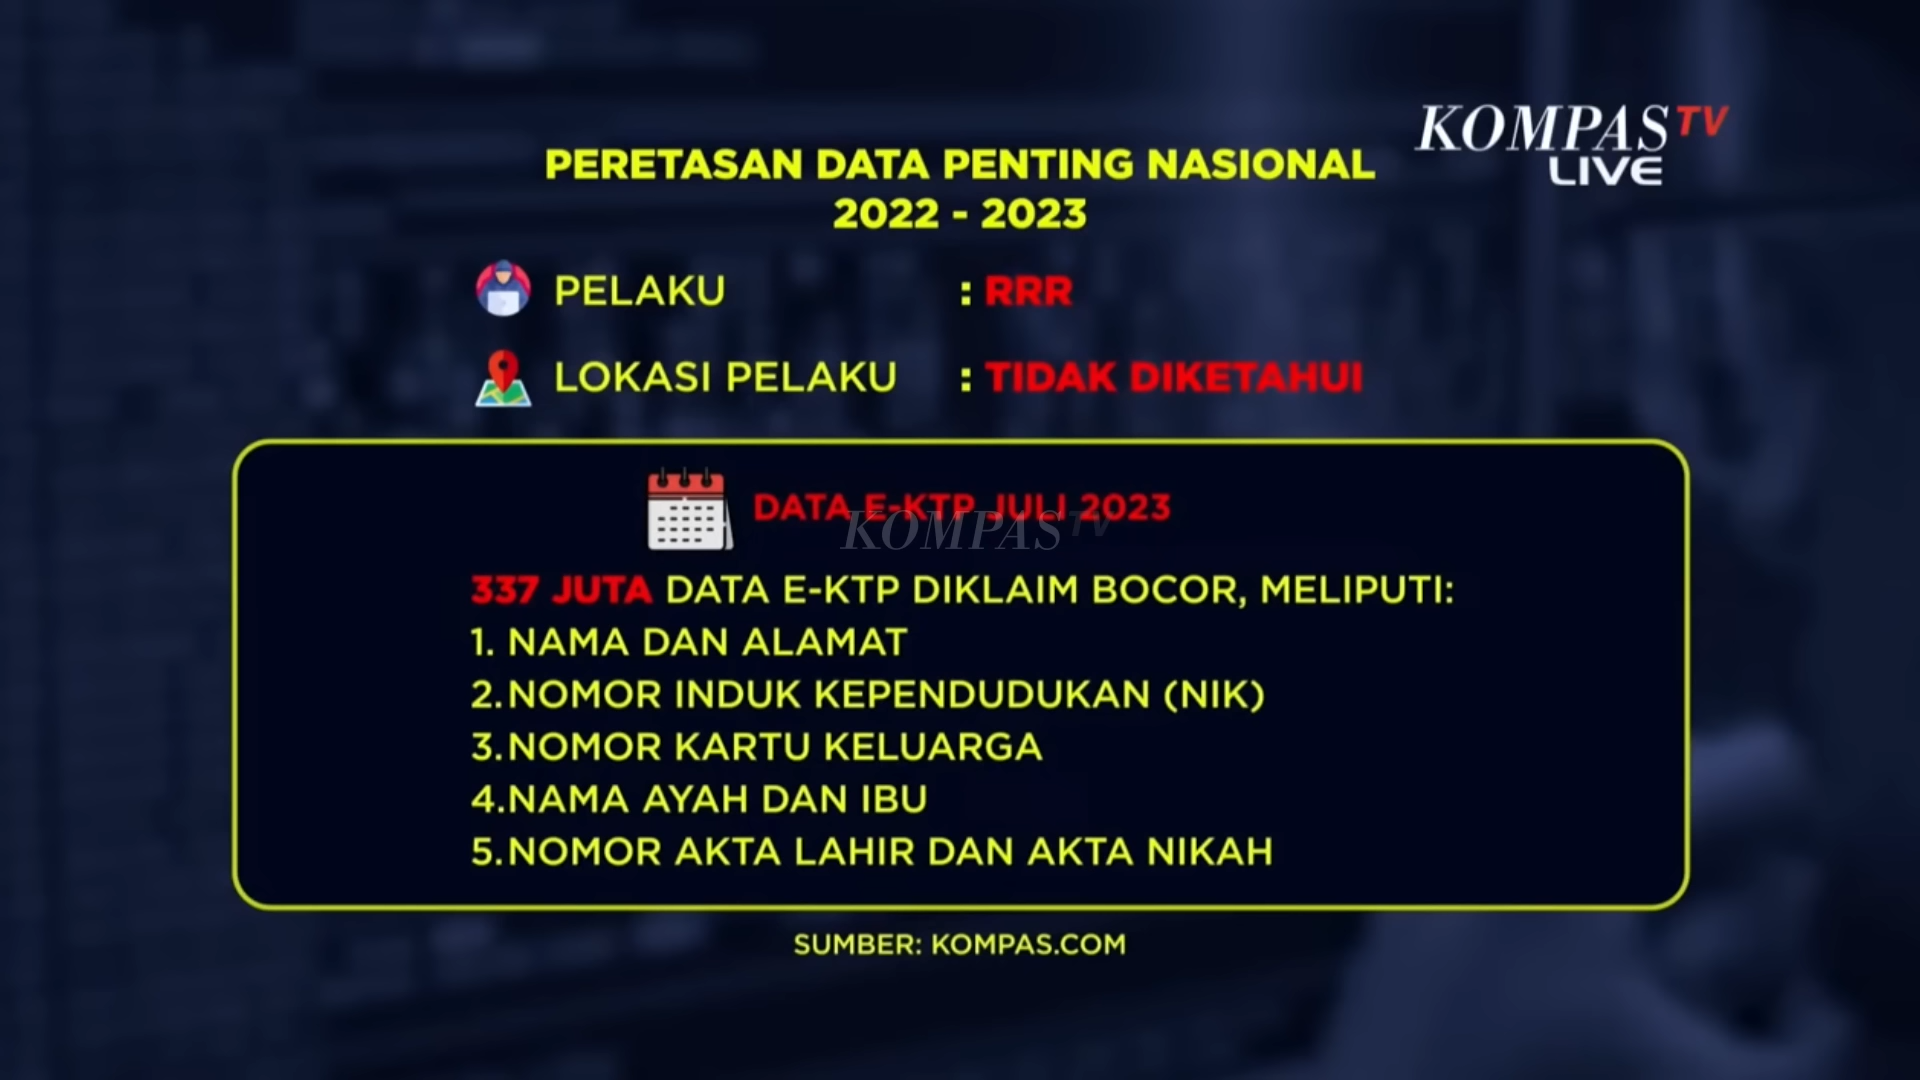 KOMPAS TV
LIVE
PERETASAN DATA PENTING NASIONAL
2022 - 2023
PELAKU : RRR
LOKASI PELAKU : TIDAK DIKETAHUI
DATA E-KTP JULI 2023
KOMPAS TV
337 JUTA DATA E-KTP DIKLAIM BOCOR, MELIPUTI:
1. NAMA DAN ALAMAT
2. NOMOR INDUK KEPENDUDUKAN (NIK)
3. NOMOR KARTU KELUARGA
4. NAMA AYAH DAN IBU
5. NOMOR AKTA LAHIR DAN AKTA NIKAH
SUMBER: KOMPAS.COM